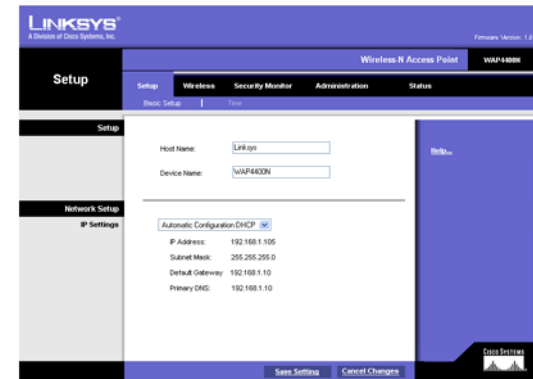 LINKSYS®
A Division of Cisco Systems, Inc.
Firmware Version: 1.0
Wireless-N Access Point WAP4400N
Setup
Setup Wireless Security Monitor Administration Status
Basic Setup | Time
Setup
Host Name: Linksys
Help...
Device Name: WAP4400N
Network Setup
IP Settings
Automatic Configuration-DHCP
IP Address: 192.168.1.105
Subnet Mask: 255.255.255.0
Default Gateway 192.168.1.10
Primary DNS: 192.168.1.10
Save Setting Cancel Changes
CISCO SYSTEMS